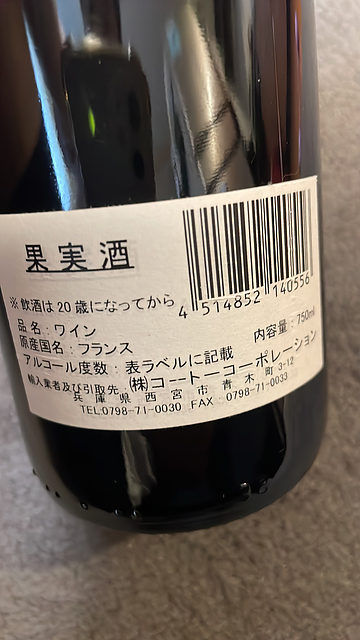 果実酒
※飲酒は20歳になってから
4 514852 140556
品名：ワイン
内容量：750ml
原産国名：フランス
アルコール度数：表ラベルに記載
輸入業者及び引取先：(株)コートーコーポレーション
兵庫県西宮市青木町3-12
TEL:0798-71-0030 FAX 0798-71-0033